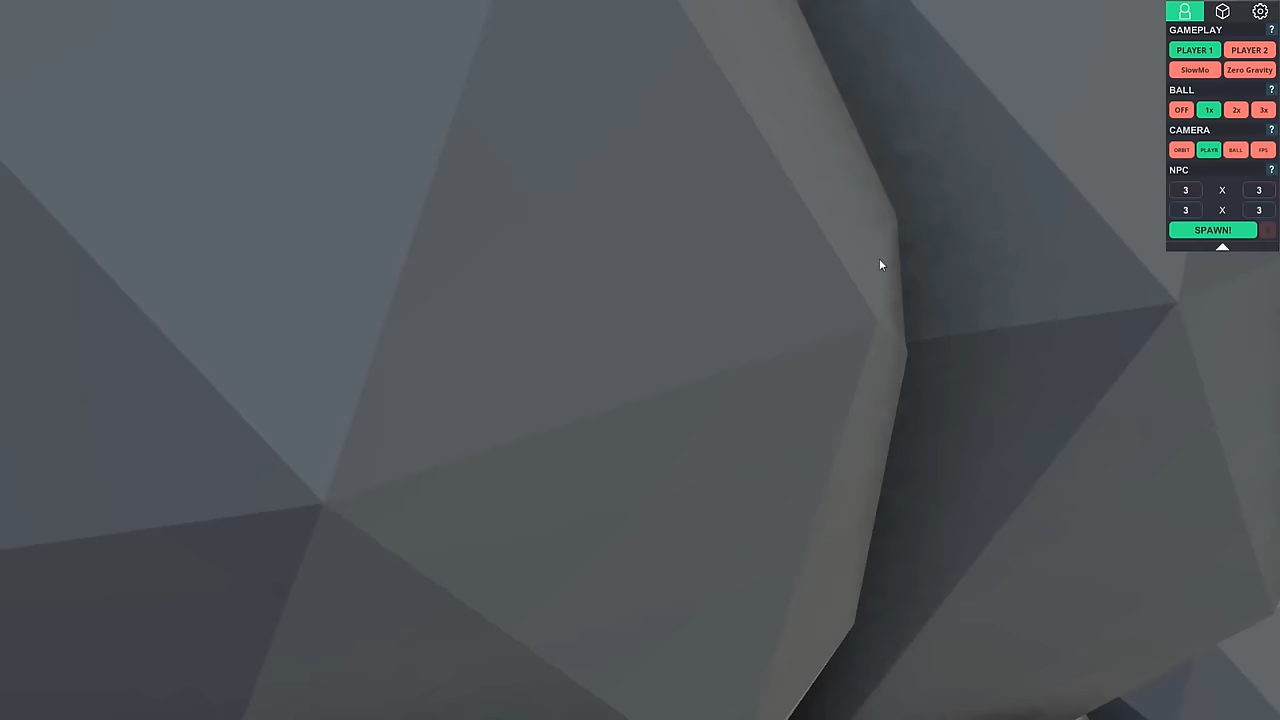 GAMEPLAY ?
PLAYER 1 PLAYER 2
SlowMo Zero Gravity
BALL ?
OFF 1x 2x 3x
CAMERA ?
ORBIT PLAYR BALL FPS
NPC ?
3 X 3
3 X 3
SPAWN!